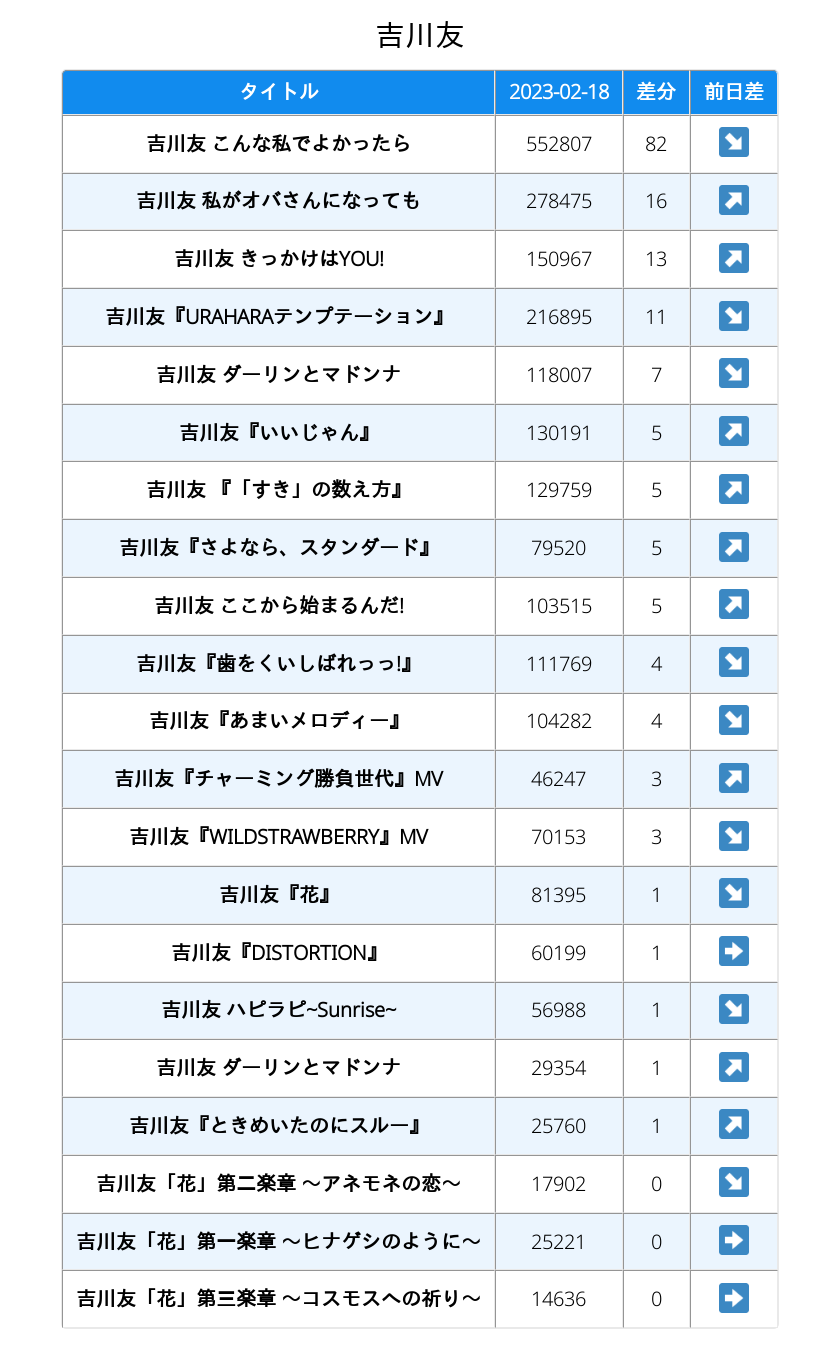 吉川友
タイトル 2023-02-18 差分 前日差
吉川友 こんな私でよかったら 552807 82 ↘
吉川友 私がオバさんになっても 278475 16 ↗
吉川友 きっかけはYOU! 150967 13 ↗
吉川友『URAHARAテンプテーション』 216895 11 ↘
吉川友 ダーリンとマドンナ 118007 7 ↘
吉川友『いいじゃん』 130191 5 ↗
吉川友 『「すき」の数え方』 129759 5 ↗
吉川友『さよなら、スタンダード』 79520 5 ↗
吉川友 ここから始まるんだ! 103515 5 ↗
吉川友『歯をくいしばれっっ!』 111769 4 ↘
吉川友『あまいメロディー』 104282 4 ↘
吉川友『チャーミング勝負世代』MV 46247 3 ↗
吉川友『WILDSTRAWBERRY』MV 70153 3 ↘
吉川友『花』 81395 1 ↘
吉川友『DISTORTION』 60199 1 ➡
吉川友 ハピラピ~Sunrise~ 56988 1 ↘
吉川友 ダーリンとマドンナ 29354 1 ↗
吉川友『ときめいたのにスルー』 25760 1 ↗
吉川友「花」第二楽章 ～アネモネの恋～ 17902 0 ↘
吉川友「花」第一楽章 ～ヒナゲシのように～ 25221 0 ➡
吉川友「花」第三楽章 ～コスモスへの祈り～ 14636 0 ➡